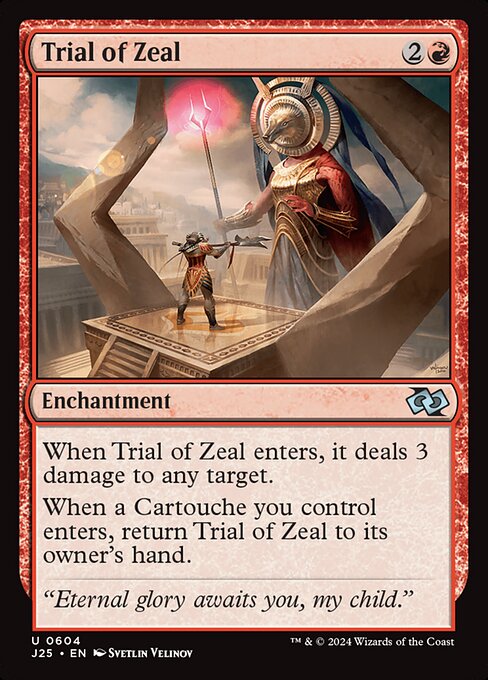 Trial of Zeal 2
Enchantment
When Trial of Zeal enters, it deals 3
damage to any target.
When a Cartouche you control
enters, return Trial of Zeal to its
owner's hand.
"Eternal glory awaits you, my child."
U 0604
J25 • EN Svetlin Velinov
™ & © 2024 Wizards of the Coast